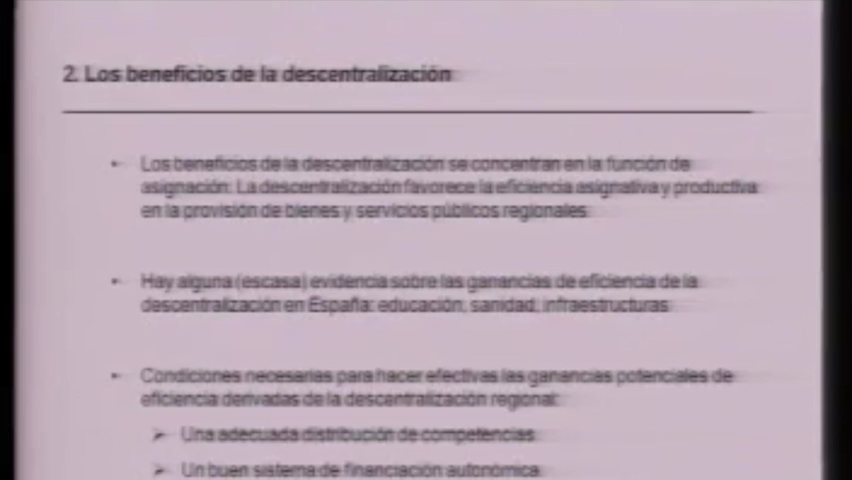 2. Los beneficios de la descentralización
Los beneficios de la descentralización se concentran en la función de
asignación: La descentralización favorece la eficiencia asignativa y productiva
en la provisión de bienes y servicios públicos regionales.
Hay alguna (escasa) evidencia sobre las ganancias de eficiencia de la
descentralización en España: educación, sanidad, infraestructuras
Condiciones necesarias para hacer efectivas las ganancias potenciales de
eficiencia derivadas de la descentralización regional:
Una adecuada distribución de competencias
Un buen sistema de financiación autonómica